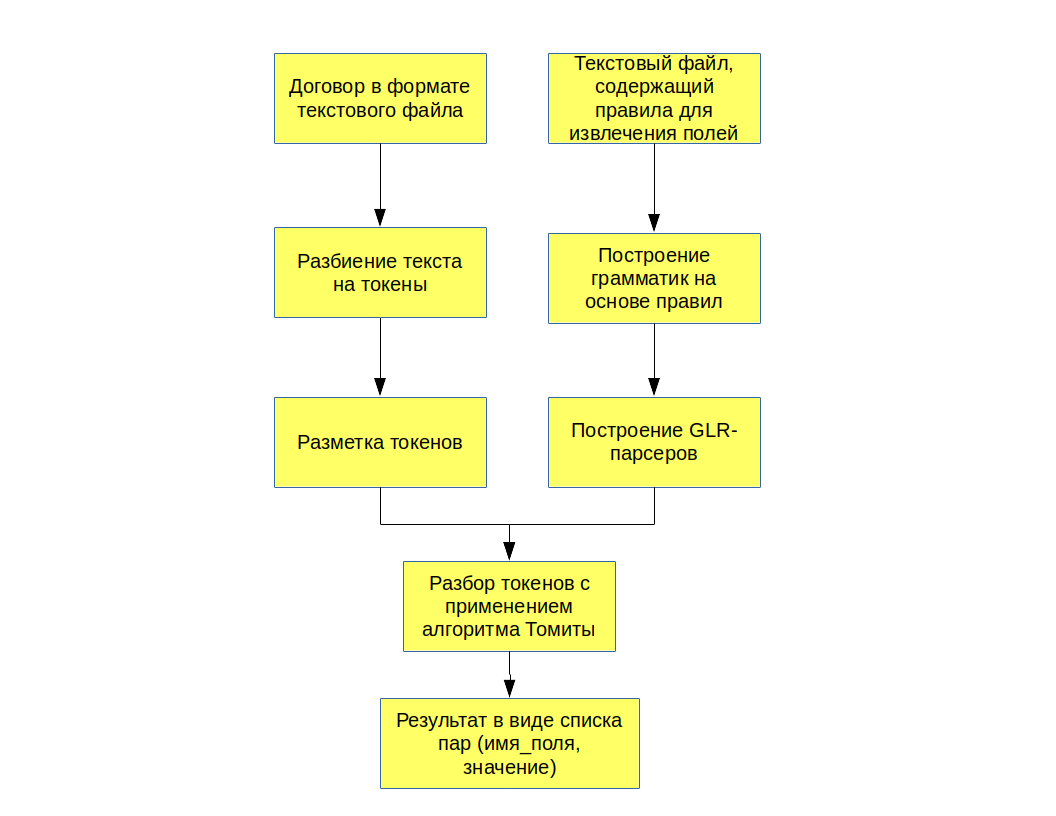 Договор в формате
текстового файла
Текстовый файл,
содержащий
правила для
извлечения полей
Разбиение текста
на токены
Построение
грамматик на
основе правил
Разметка токенов
Построение GLR-
парсеров
Разбор токенов с
применением
алгоритма Томиты
Результат в виде списка
пар (имя_поля,
значение)